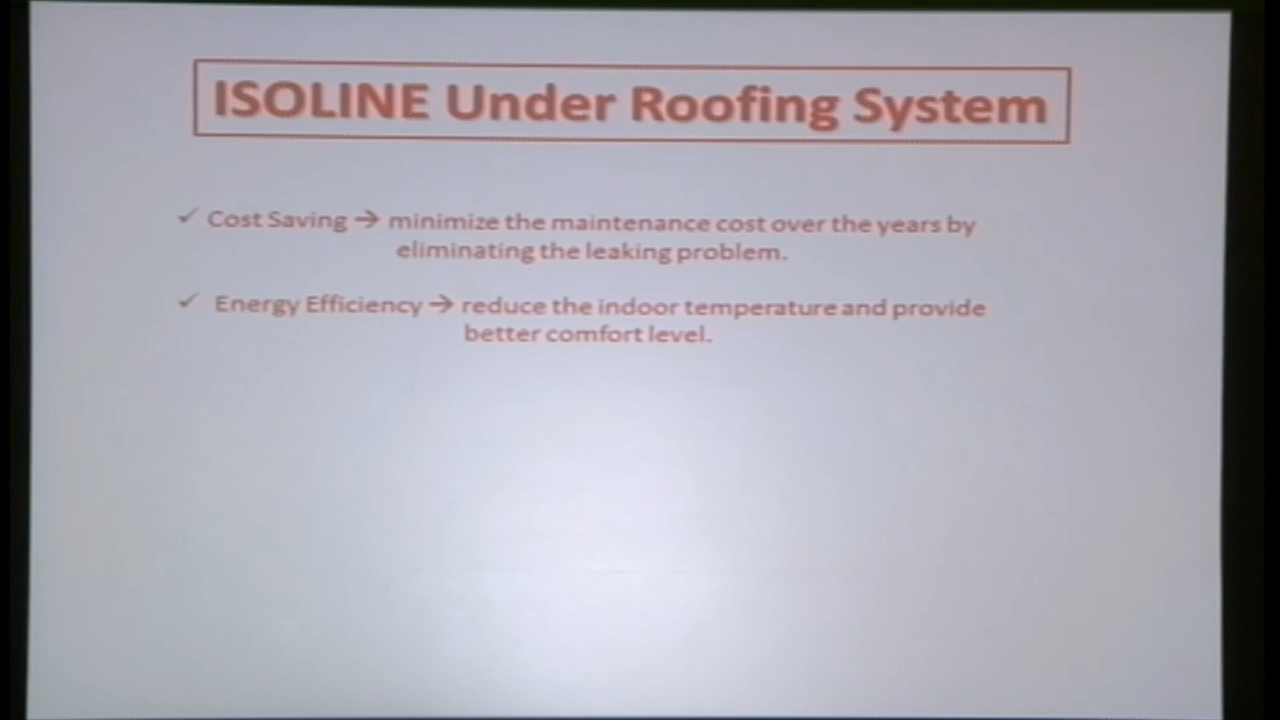 ISOLINE Under Roofing System
✓ Cost Saving → minimize the maintenance cost over the years by
eliminating the leaking problem.
✓ Energy Efficiency → reduce the indoor temperature and provide
better comfort level.